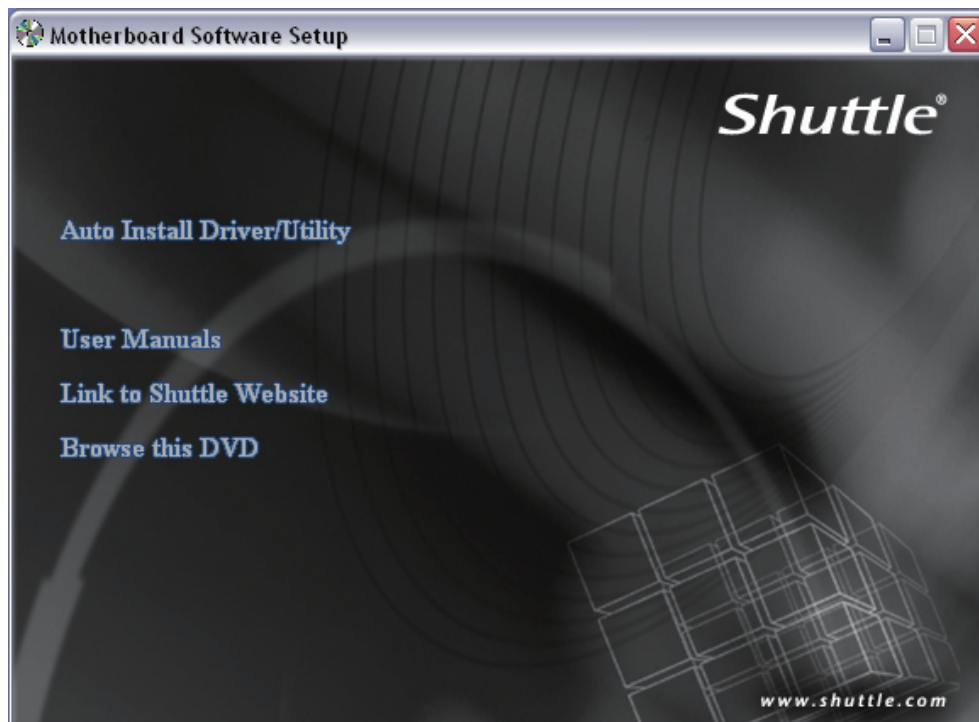 Motherboard Software Setup
Shuttle®
Auto Install Driver/Utility
User Manuals
Link to Shuttle Website
Browse this DVD
www.shuttle.com